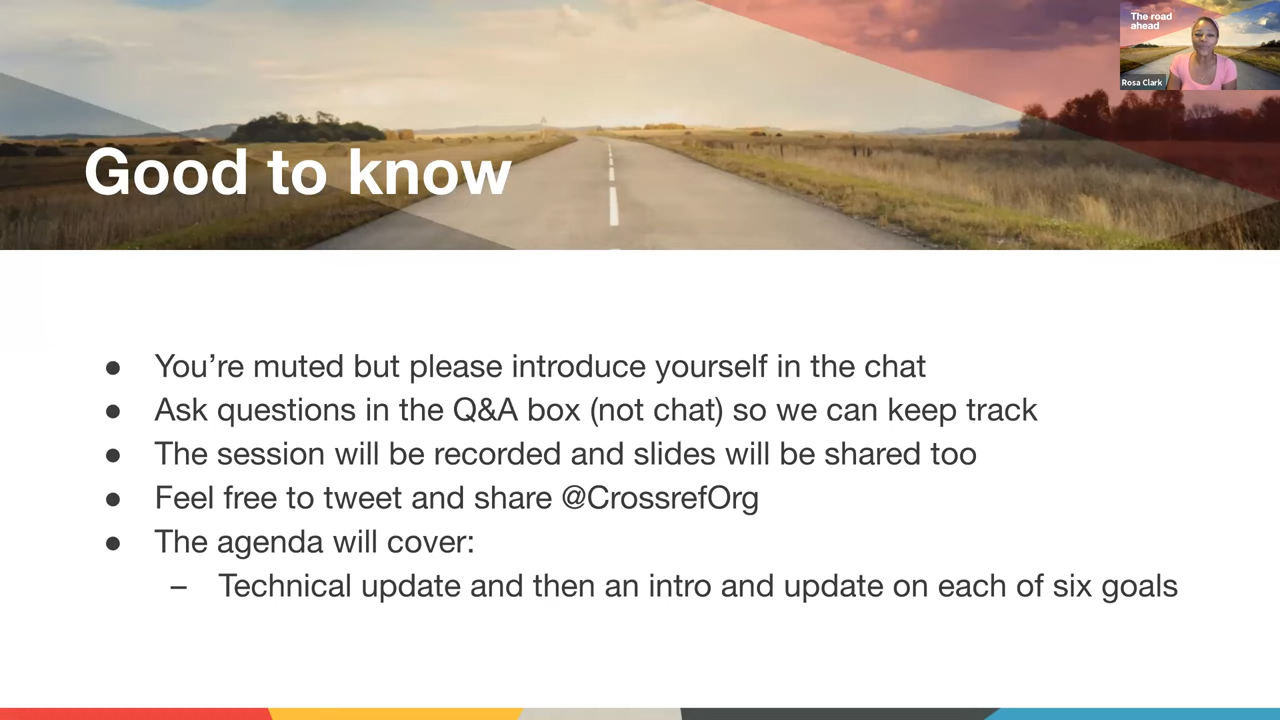 The road
ahead
Rosa Clark
Good to know
● You’re muted but please introduce yourself in the chat
● Ask questions in the Q&A box (not chat) so we can keep track
● The session will be recorded and slides will be shared too
● Feel free to tweet and share @CrossrefOrg
● The agenda will cover:
– Technical update and then an intro and update on each of six goals